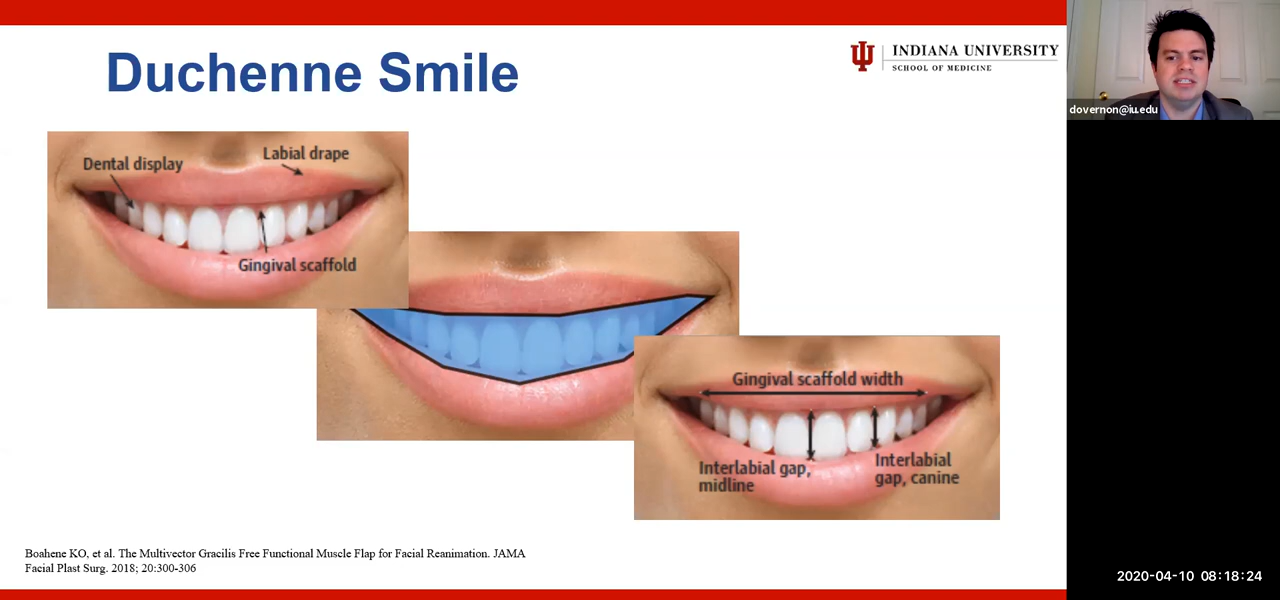 Duchenne Smile
INDIANA UNIVERSITY
SCHOOL OF MEDICINE
dovernon@iu.edu
Dental display
Labial drape
Gingival scaffold
Gingival scaffold width
Interlabial gap,
midline
Interlabial
gap, canine
Boahene KO, et al. The Multivector Gracilis Free Functional Muscle Flap for Facial Reanimation. JAMA
Facial Plast Surg. 2018; 20:300-306
2020-04-10 08:18:24